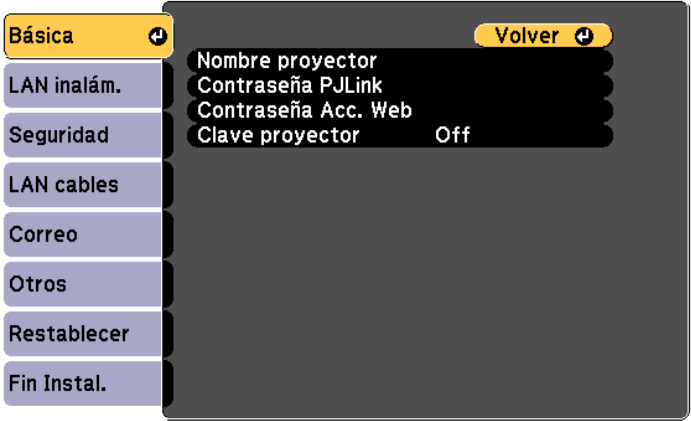 Básica
LAN inalám.
Seguridad
LAN cables
Correo
Otros
Restablecer
Fin Instal.
Volver
Nombre proyector
Contraseña PJLink
Contraseña Acc. Web
Clave proyector Off